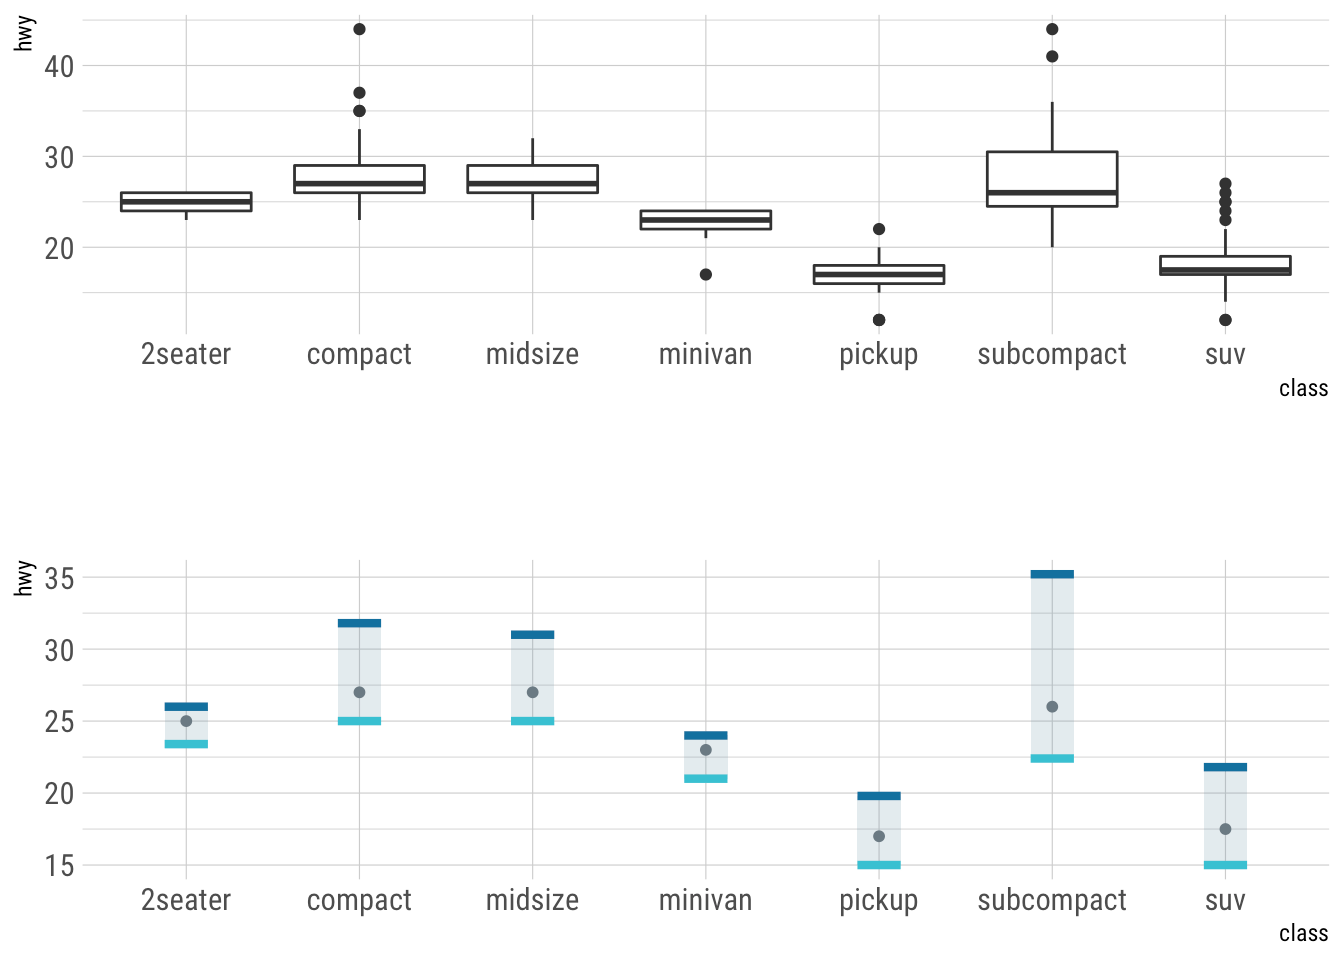 hwy
40
30
20
2seater compact midsize minivan pickup subcompact suv
class
hwy
35
30
25
20
15
2seater compact midsize minivan pickup subcompact suv
class